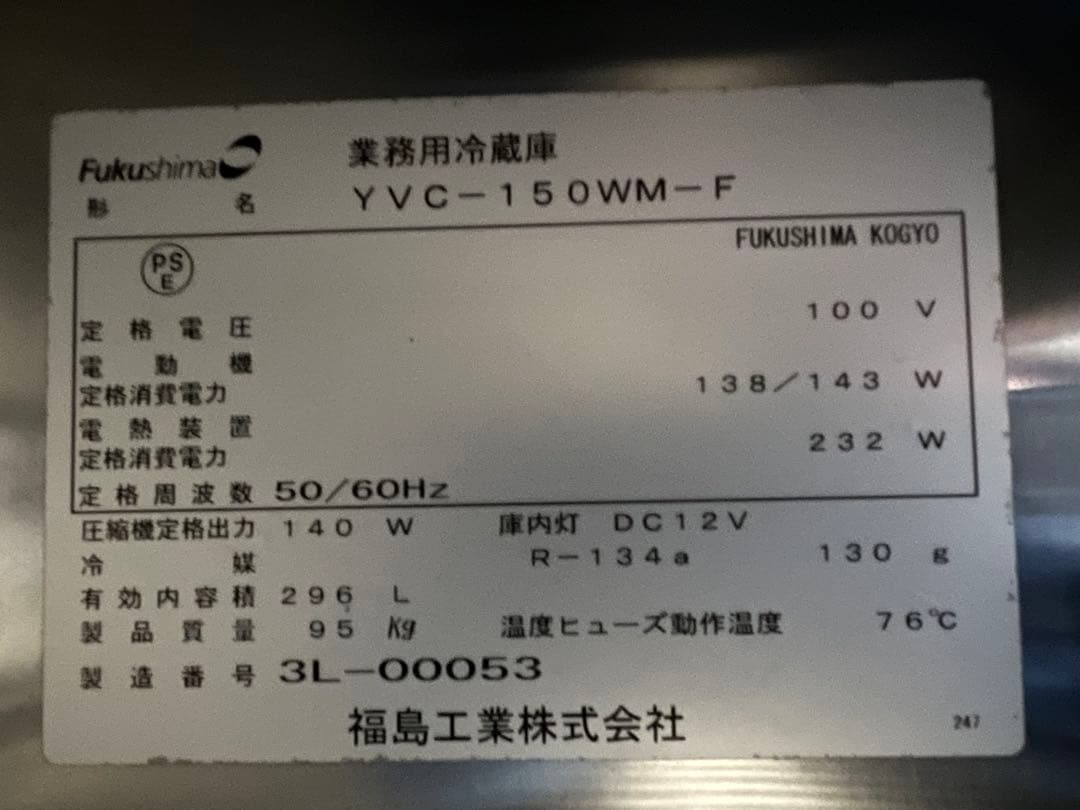 Fukushima 業務用冷蔵庫
形名 YVC-150WM-F
FUKUSHIMA KOGYO
PSE
定格電圧 100 V
電動機
定格消費電力 138/143 W
電熱装置
定格消費電力 232 W
定格周波数 50/60Hz
圧縮機定格出力 140 W 庫内灯 DC12V
冷媒 R-134a 130 g
有効内容積 296 L
製品質量 95 Kg 温度ヒューズ動作温度 76℃
製造番号 3L-00053
福島工業株式会社 247